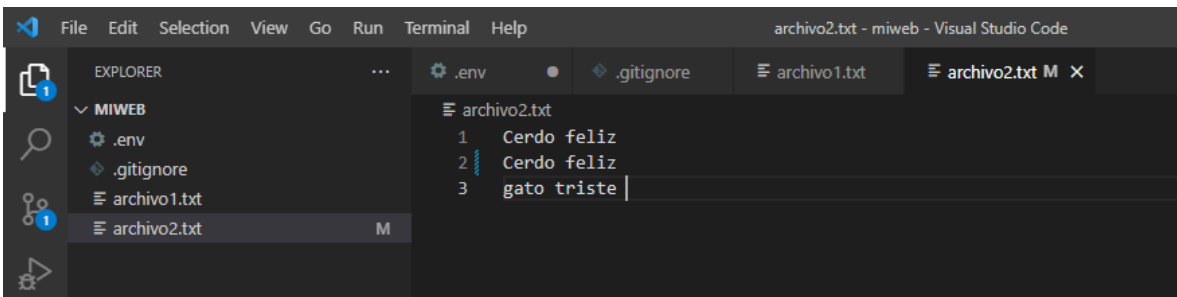 File Edit Selection View Go Run Terminal Help archivo2.txt - miweb - Visual Studio Code
EXPLORER ... .env .gitignore archivo1.txt archivo2.txt M
1
MIWEB
.env
.gitignore
archivo1.txt
archivo2.txt M
1
archivo2.txt
1 Cerdo feliz
2 Cerdo feliz
3 gato triste